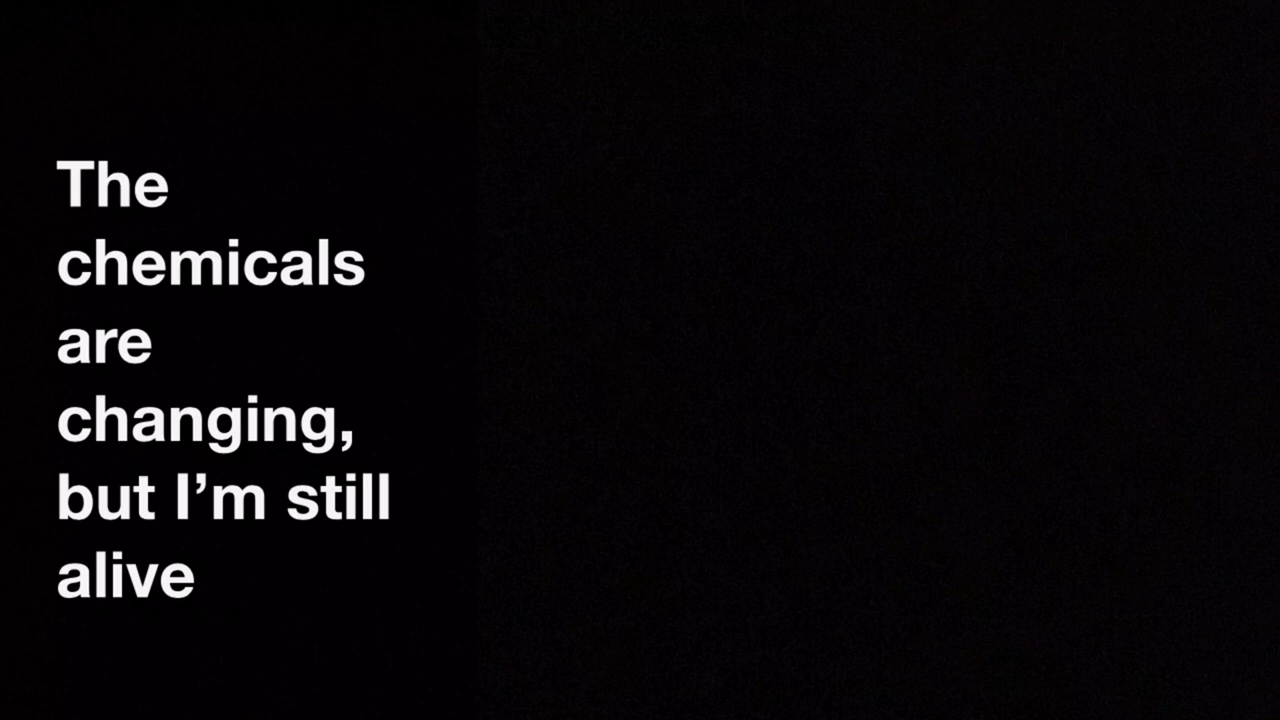 The
chemicals
are
changing,
but I’m still
alive